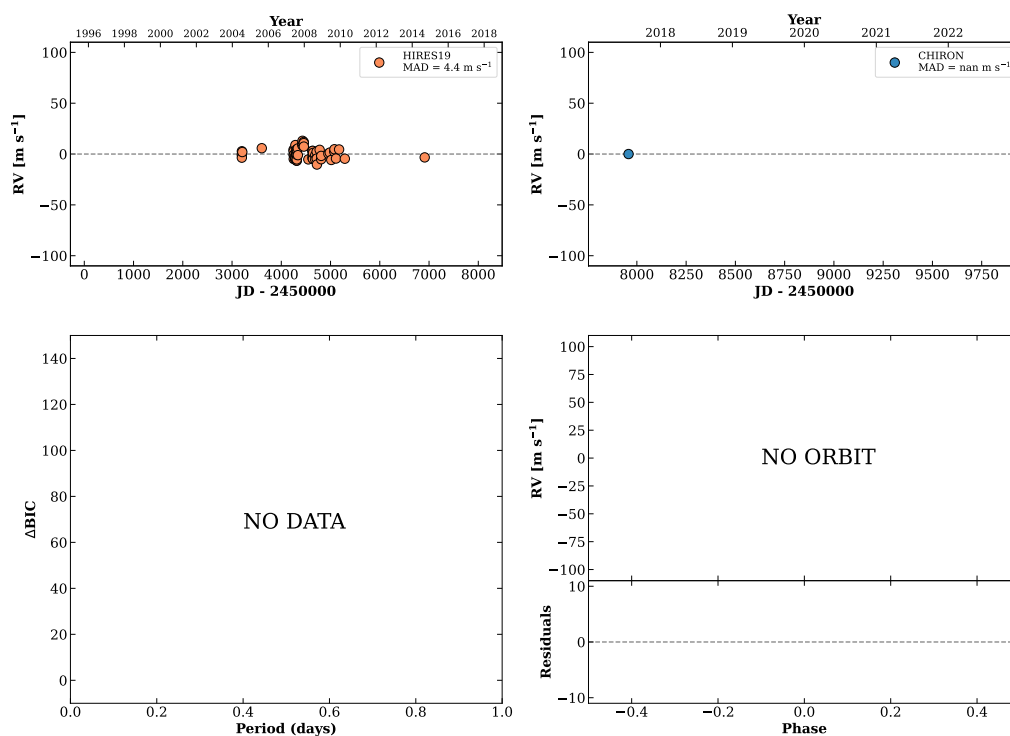 Year
1996 1998 2000 2002 2004 2006 2008 2010 2012 2014 2016 2018
HIRES19
MAD = 4.4 m s⁻¹
RV [m s⁻¹]
100
50
0
−50
−100
0 1000 2000 3000 4000 5000 6000 7000 8000
JD - 2450000
Year
2018 2019 2020 2021 2022
CHIRON
MAD = nan m s⁻¹
RV [m s⁻¹]
100
50
0
−50
−100
8000 8250 8500 8750 9000 9250 9500 9750
JD - 2450000
ΔBIC
140
120
100
80
60
40
20
0
NO DATA
0.0 0.2 0.4 0.6 0.8 1.0
Period (days)
RV [m s⁻¹]
100
75
50
25
0
−25
−50
−75
−100
NO ORBIT
Residuals
10
0
−10
−0.4 −0.2 0.0 0.2 0.4
Phase